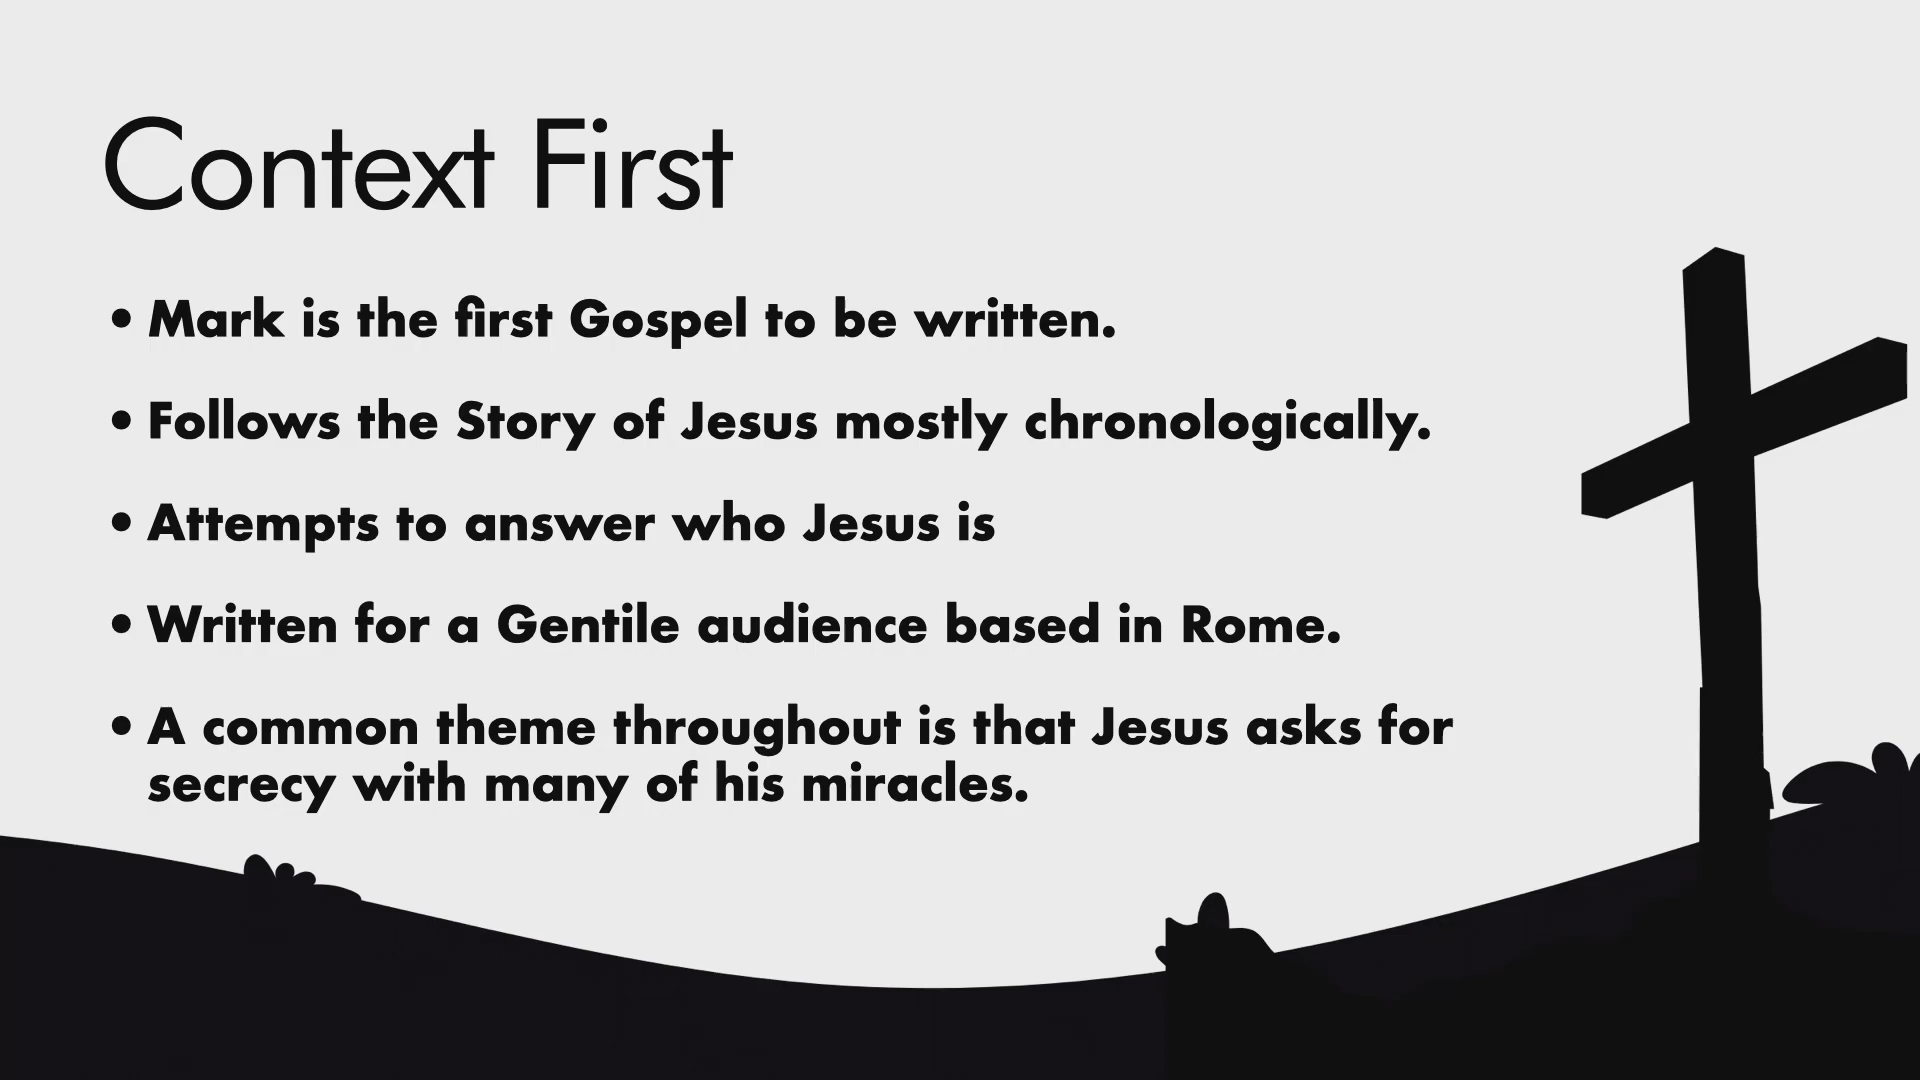 Context First
• Mark is the first Gospel to be written.
• Follows the Story of Jesus mostly chronologically.
• Attempts to answer who Jesus is
• Written for a Gentile audience based in Rome.
• A common theme throughout is that Jesus asks for
secrecy with many of his miracles.